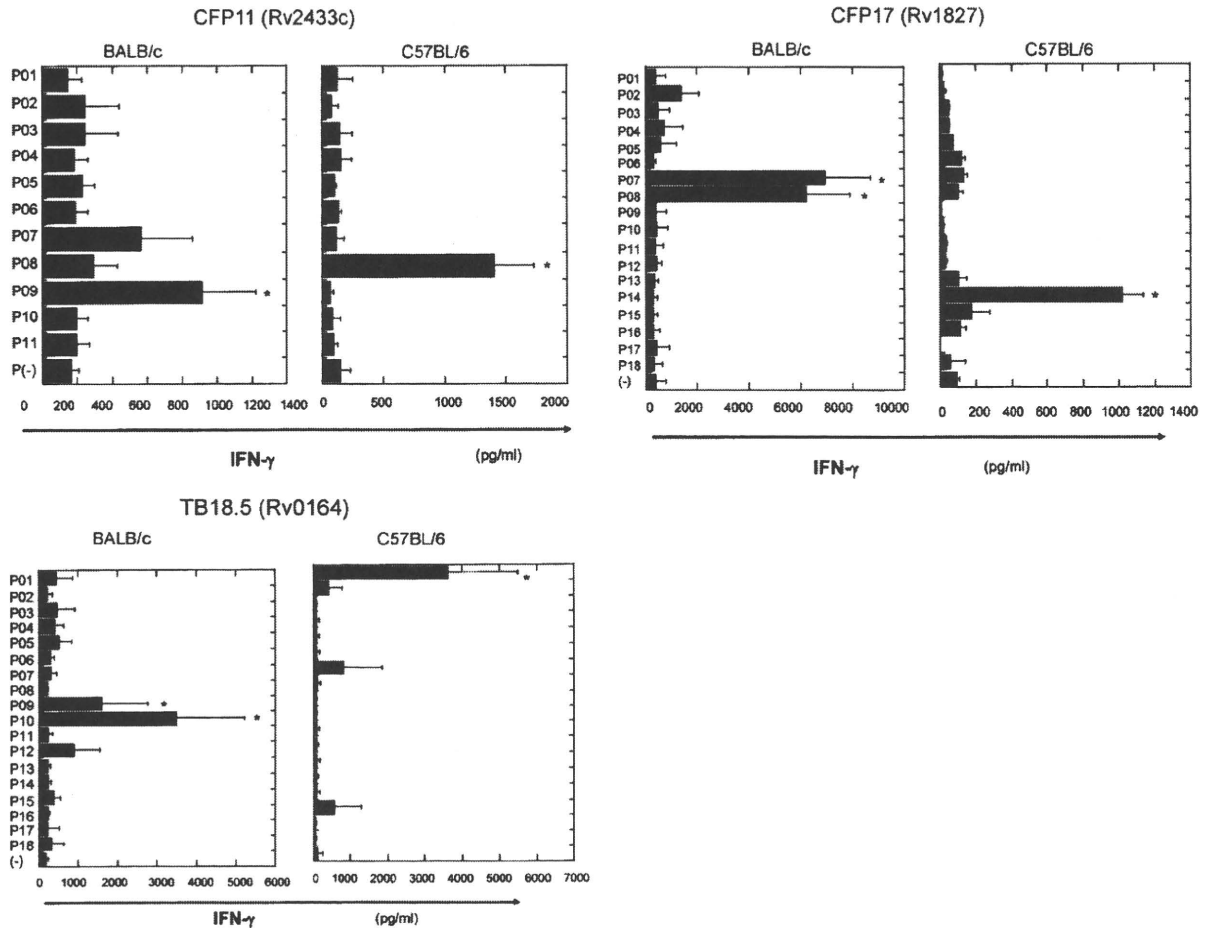 CFP11 (Rv2433c)
BALB/c
C57BL/6
P01
P02
P03
P04
P05
P06
P07
P08
P09
P10
P11
P(-)
*
*
0 200 400 600 800 1000 1200 1400
0 500 1000 1500 2000
IFN-γ (pg/ml)
CFP17 (Rv1827)
BALB/c
C57BL/6
P01
P02
P03
P04
P05
P06
P07
P08
P09
P10
P11
P12
P13
P14
P15
P16
P17
P18
(-)
*
*
*
0 2000 4000 6000 8000 10000
0 200 400 600 800 1000 1200 1400
IFN-γ (pg/ml)
TB18.5 (Rv0164)
BALB/c
C57BL/6
P01
P02
P03
P04
P05
P06
P07
P08
P09
P10
P11
P12
P13
P14
P15
P16
P17
P18
(-)
*
*
*
0 1000 2000 3000 4000 5000 6000
0 1000 2000 3000 4000 5000 6000 7000
IFN-γ (pg/ml)